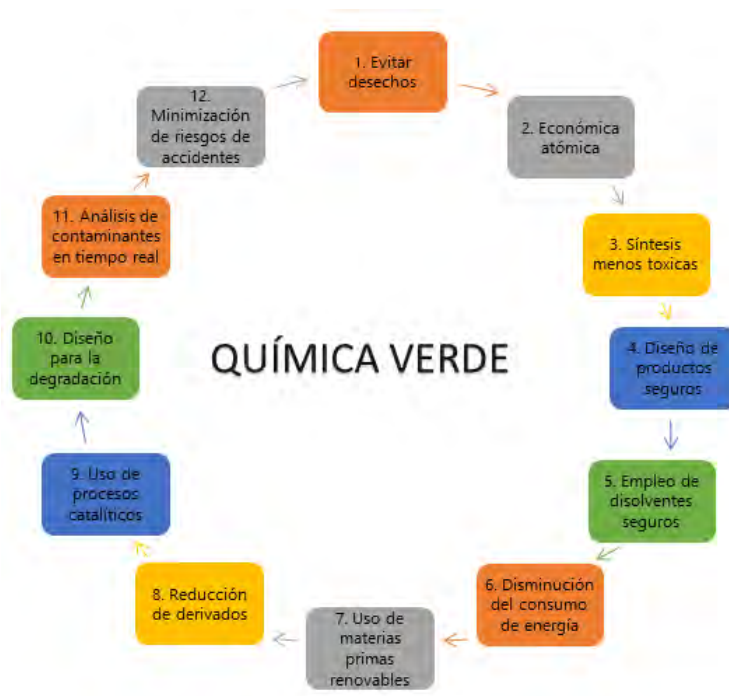 1. Evitar
desechos
2. Económica
atómica
3. Síntesis
menos toxicas
4. Diseño de
productos
seguros
5. Empleo de
disolventes
seguros
6. Disminución
del consumo
de energía
7. Uso de
materias
primas
renovables
8. Reducción
de derivados
9. Uso de
procesos
catalíticos
10. Diseño
para la
degradación
11. Análisis de
contaminantes
en tiempo real
12.
Minimización
de riesgos de
accidentes
QUÍMICA VERDE